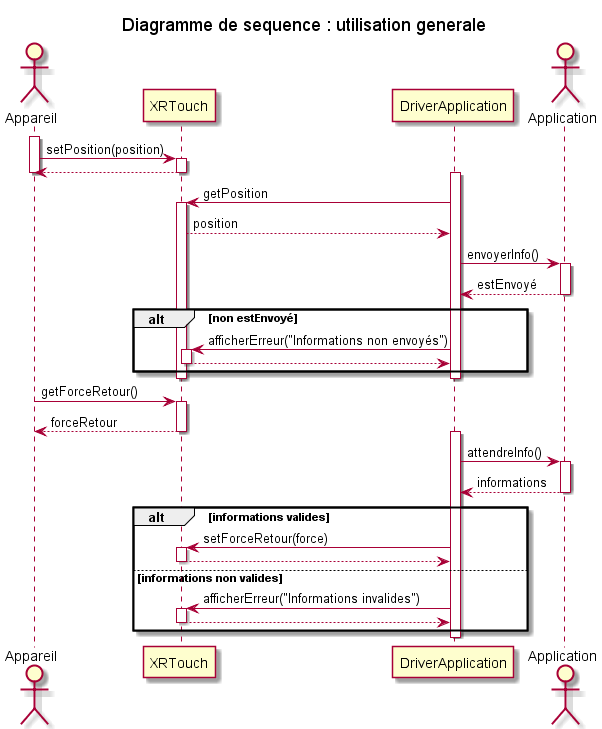 Diagramme de sequence : utilisation generale
Appareil
XRTouch
DriverApplication
Application
setPosition(position)
getPosition
position
envoyerInfo()
estEnvoyé
alt
[non estEnvoyé]
afficherErreur("Informations non envoyés")
getForceRetour()
forceRetour
attendreInfo()
informations
alt
[informations valides]
setForceRetour(force)
[informations non valides]
afficherErreur("Informations invalides")
Appareil
XRTouch
DriverApplication
Application